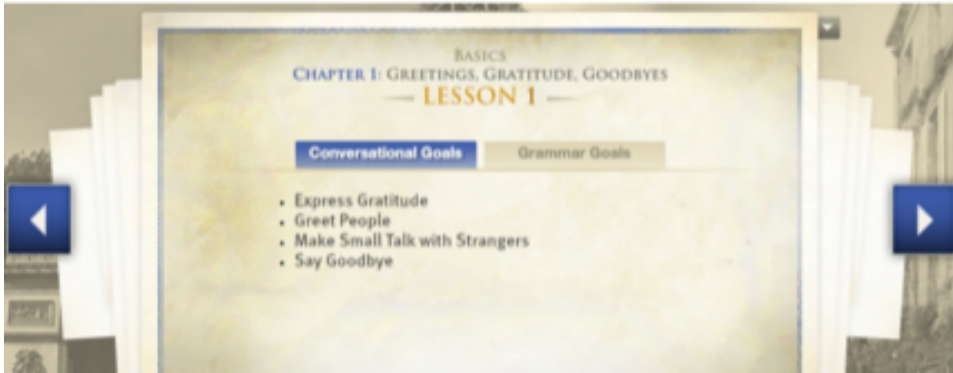 BASICS
CHAPTER 1: GREETINGS, GRATITUDE, GOODBYES
LESSON 1
Conversational Goals
Grammar Goals
Express Gratitude
Greet People
Make Small Talk with Strangers
Say Goodbye